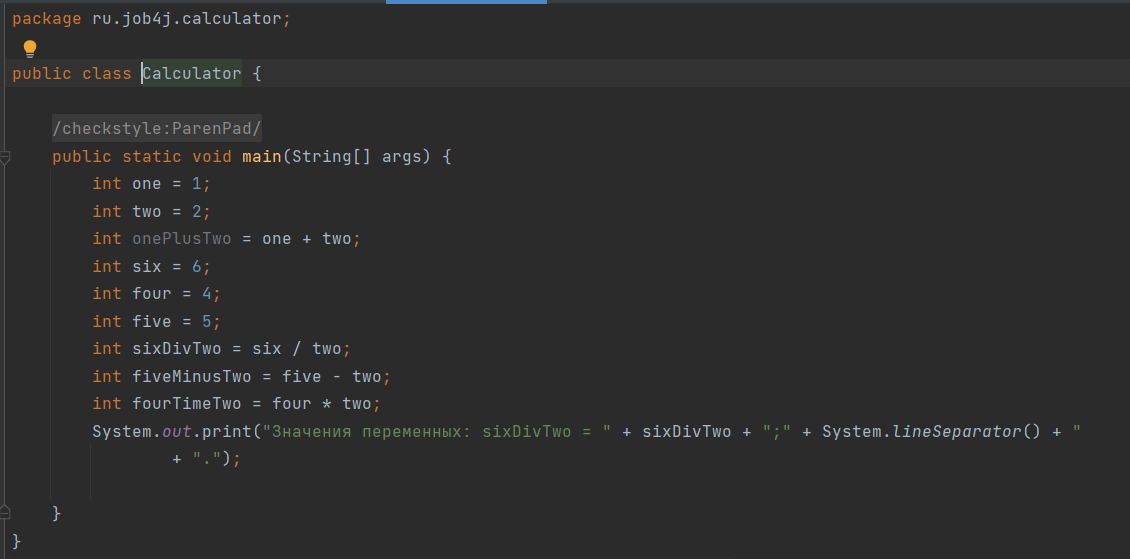 package ru.job4j.calculator;
public class Calculator {
/checkstyle:ParenPad/
public static void main(String[] args) {
int one = 1;
int two = 2;
int onePlusTwo = one + two;
int six = 6;
int four = 4;
int five = 5;
int sixDivTwo = six / two;
int fiveMinusTwo = five - two;
int fourTimeTwo = four * two;
System.out.print("Значения переменных: sixDivTwo = " + sixDivTwo + ";" + System.lineSeparator() + "
+ ".");
}
}